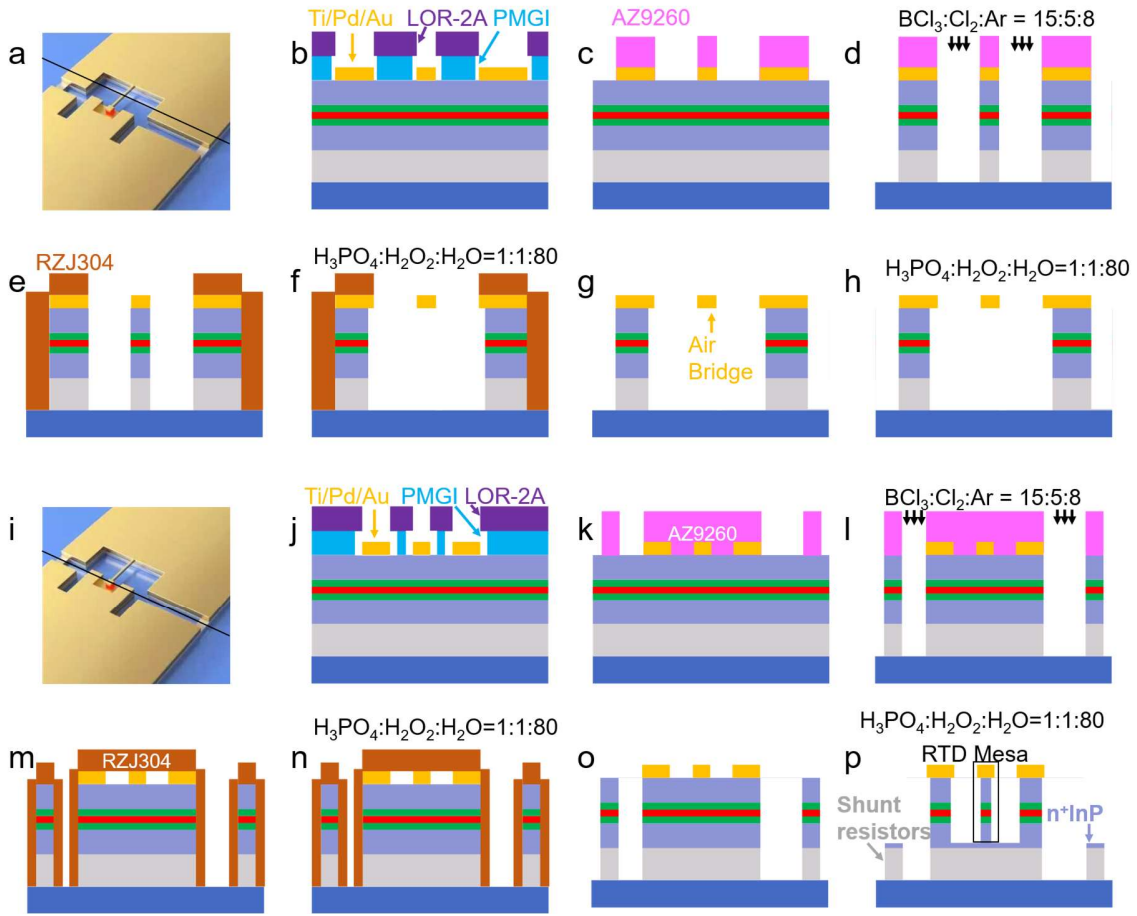 a
b
Ti/Pd/Au
LOR-2A
PMGI
c
AZ9260
d
BCl₃:Cl₂:Ar = 15:5:8
e
RZJ304
f
H₃PO₄:H₂O₂:H₂O=1:1:80
g
Air
Bridge
h
H₃PO₄:H₂O₂:H₂O=1:1:80
i
j
Ti/Pd/Au
PMGI
LOR-2A
k
AZ9260
l
BCl₃:Cl₂:Ar = 15:5:8
m
RZJ304
n
H₃PO₄:H₂O₂:H₂O=1:1:80
o
p
H₃PO₄:H₂O₂:H₂O=1:1:80
RTD Mesa
Shunt
resistors
n⁺InP